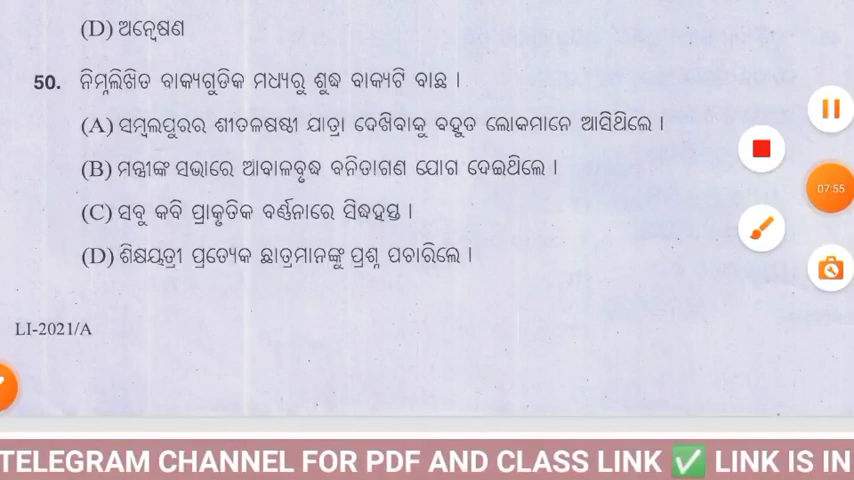 (D) ଅନ୍ୱେଷଣ
50. ନିମ୍ନଲିଖିତ ବାକ୍ୟଗୁଡିକ ମଧ୍ୟରୁ ଶୁଦ୍ଧ ବାକ୍ୟଟି ବାଛ ।
(A) ସମ୍ବଲପୁରର ଶୀତଳଷଷ୍ଠୀ ଯାତ୍ରା ଦେଖିବାକୁ ବହୁତ ଲୋକମାନେ ଆସିଥିଲେ ।
(B) ମନ୍ତ୍ରୀଙ୍କ ସଭାରେ ଆବାଳବୃଦ୍ଧ ବନିତାଗଣ ଯୋଗ ଦେଇଥିଲେ ।
(C) ସବୁ କବି ପ୍ରାକୃତିକ ବର୍ଣ୍ଣନାରେ ସିଦ୍ଧହସ୍ତ ।
(D) ଶିକ୍ଷୟତ୍ରୀ ପ୍ରତ୍ୟେକ ଛାତ୍ରମାନଙ୍କୁ ପ୍ରଶ୍ନ ପଚାରିଲେ ।
07:55
LI-2021/A
TELEGRAM CHANNEL FOR PDF AND CLASS LINK ✅ LINK IS IN